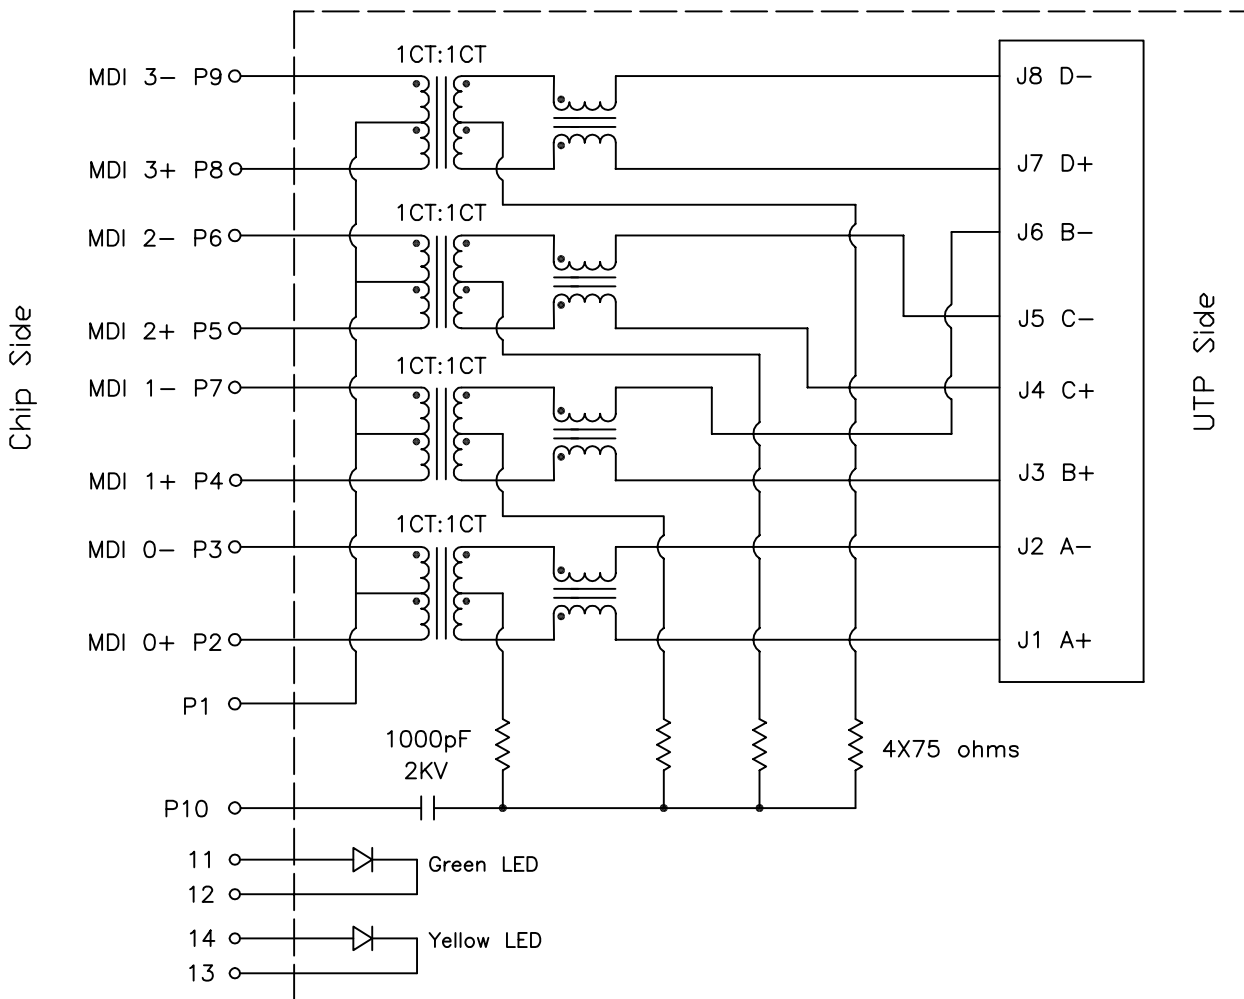 1CT:1CT
MDI 3- P9
J8 D-
MDI 3+ P8
J7 D+
1CT:1CT
MDI 2- P6
J6 B-
MDI 2+ P5
J5 C-
1CT:1CT
MDI 1- P7
J4 C+
MDI 1+ P4
J3 B+
1CT:1CT
MDI 0- P3
J2 A-
MDI 0+ P2
J1 A+
Chip Side
UTP Side
P1
1000pF
2KV
4X75 ohms
P10
11
Green LED
12
14
Yellow LED
13